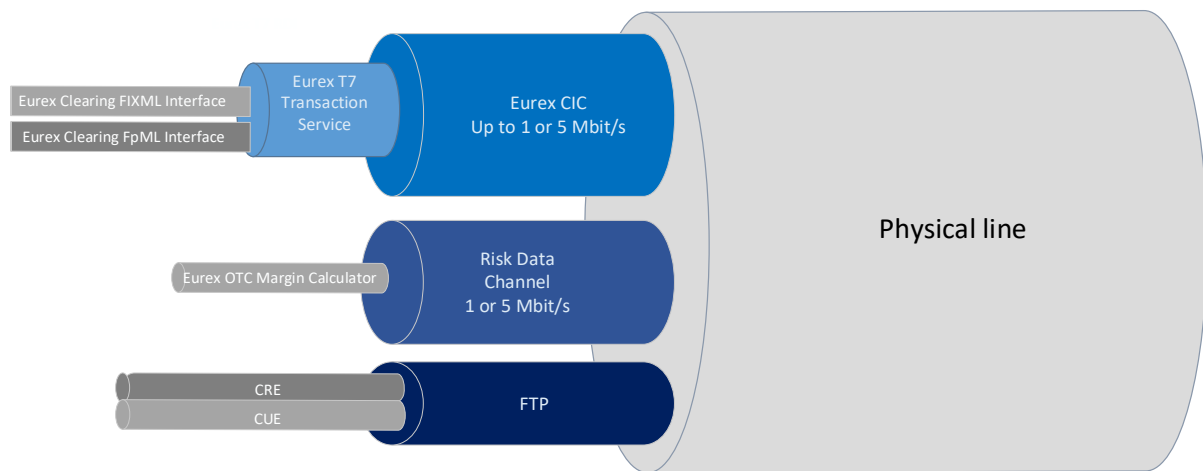 Eurex Clearing FIXML Interface
Eurex Clearing FpML Interface
Eurex T7
Transaction
Service
Eurex CIC
Up to 1 or 5 Mbit/s
Physical line
Eurex OTC Margin Calculator
Risk Data
Channel
1 or 5 Mbit/s
CRE
CUE
FTP